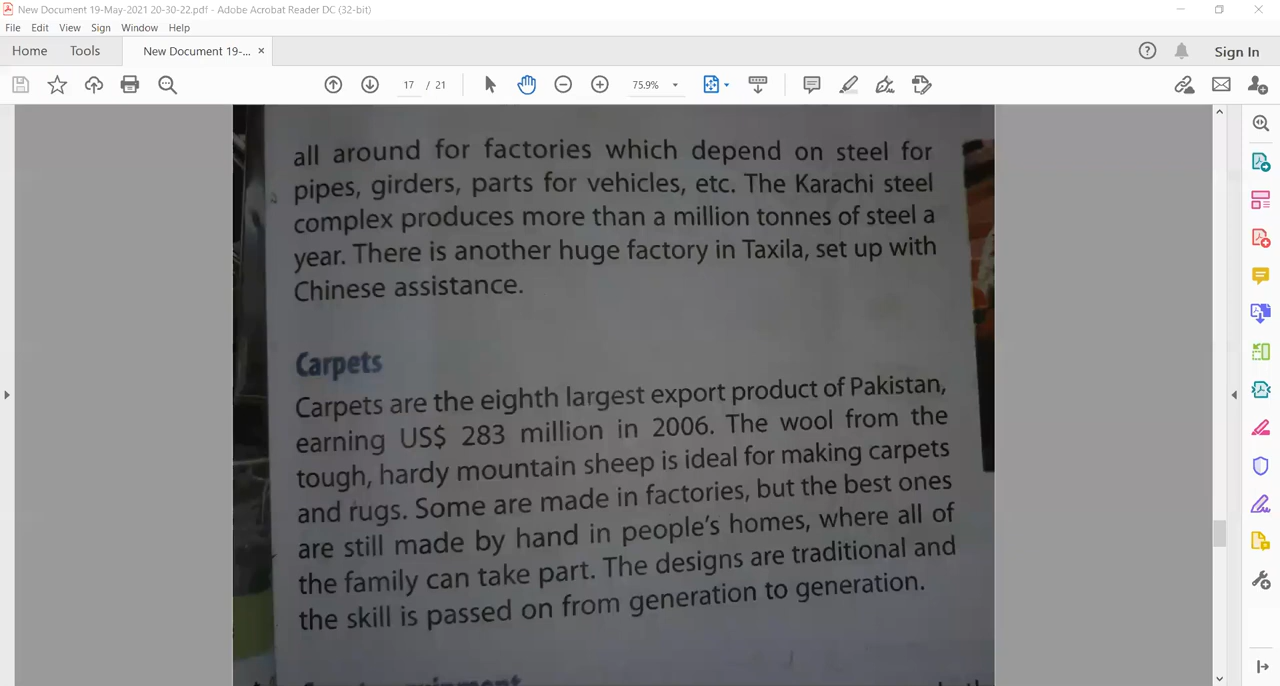 New Document 19-May-2021 20-30-22.pdf - Adobe Acrobat Reader DC (32-bit)
File Edit View Sign Window Help
Home Tools New Document 19-... × Sign In
17 / 21 75.9%
all around for factories which depend on steel for
pipes, girders, parts for vehicles, etc. The Karachi steel
complex produces more than a million tonnes of steel a
year. There is another huge factory in Taxila, set up with
Chinese assistance.
Carpets
Carpets are the eighth largest export product of Pakistan,
earning US$ 283 million in 2006. The wool from the
tough, hardy mountain sheep is ideal for making carpets
and rugs. Some are made in factories, but the best ones
are still made by hand in people's homes, where all of
the family can take part. The designs are traditional and
the skill is passed on from generation to generation.